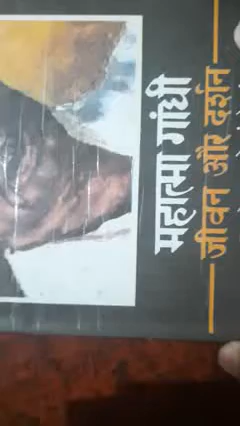 महात्मा गांधी
जीवन और दर्शन